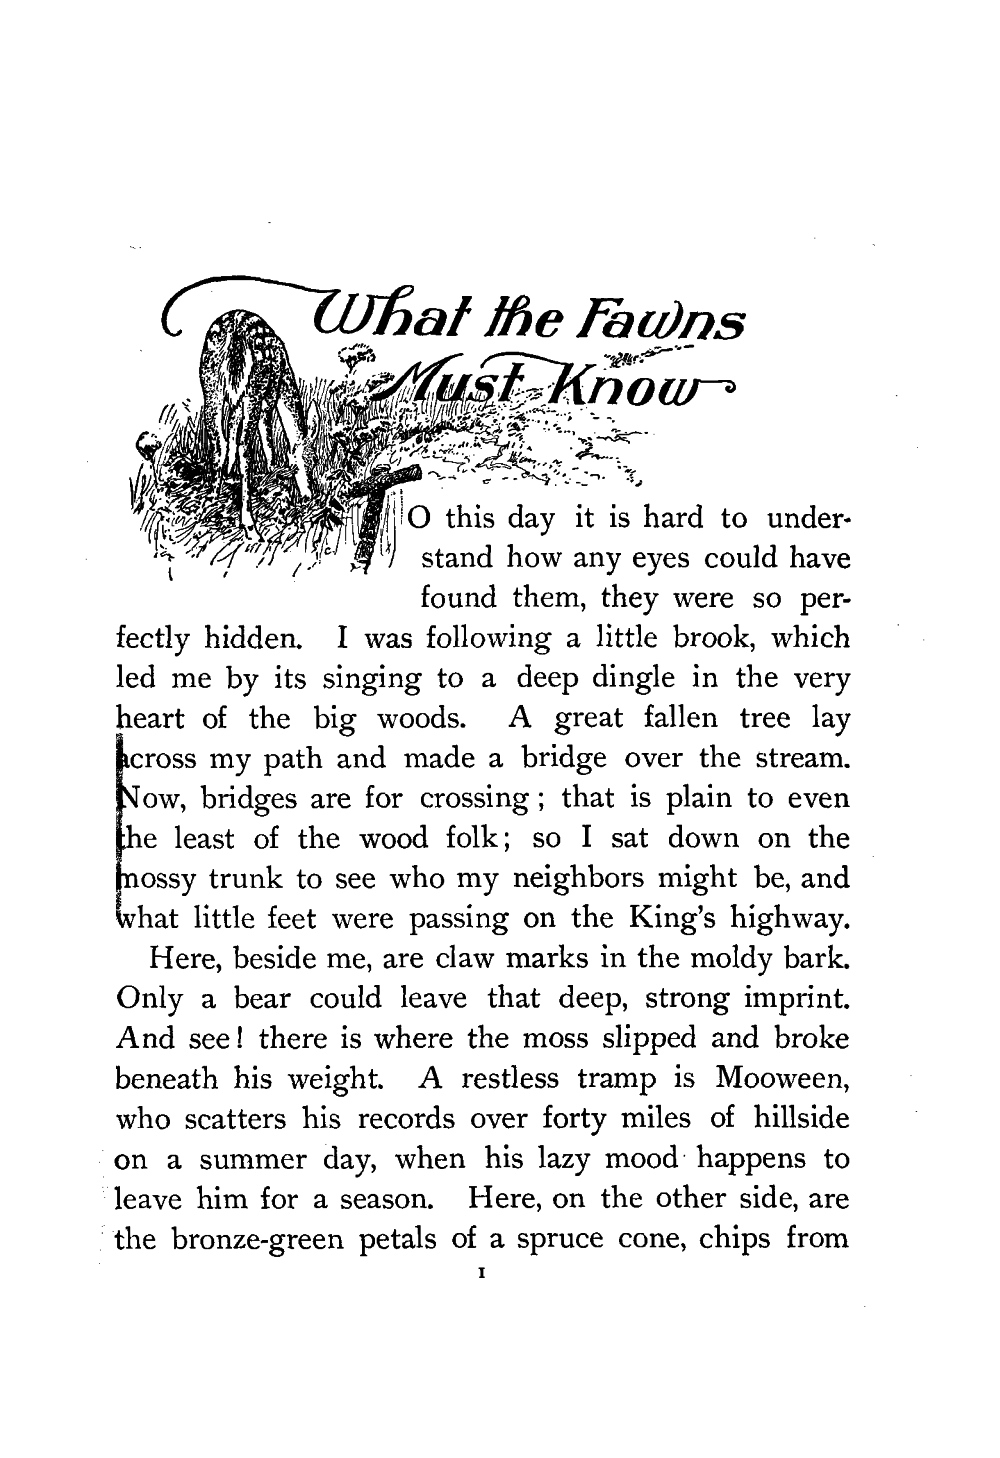 What the Fawns
Must Know
TO this day it is hard to under-
stand how any eyes could have
found them, they were so per-
fectly hidden. I was following a little brook, which
led me by its singing to a deep dingle in the very
heart of the big woods. A great fallen tree lay
across my path and made a bridge over the stream.
Now, bridges are for crossing; that is plain to even
the least of the wood folk; so I sat down on the
mossy trunk to see who my neighbors might be, and
what little feet were passing on the King's highway.
Here, beside me, are claw marks in the moldy bark.
Only a bear could leave that deep, strong imprint.
And see! there is where the moss slipped and broke
beneath his weight. A restless tramp is Mooween,
who scatters his records over forty miles of hillside
on a summer day, when his lazy mood happens to
leave him for a season. Here, on the other side, are
the bronze-green petals of a spruce cone, chips from
1